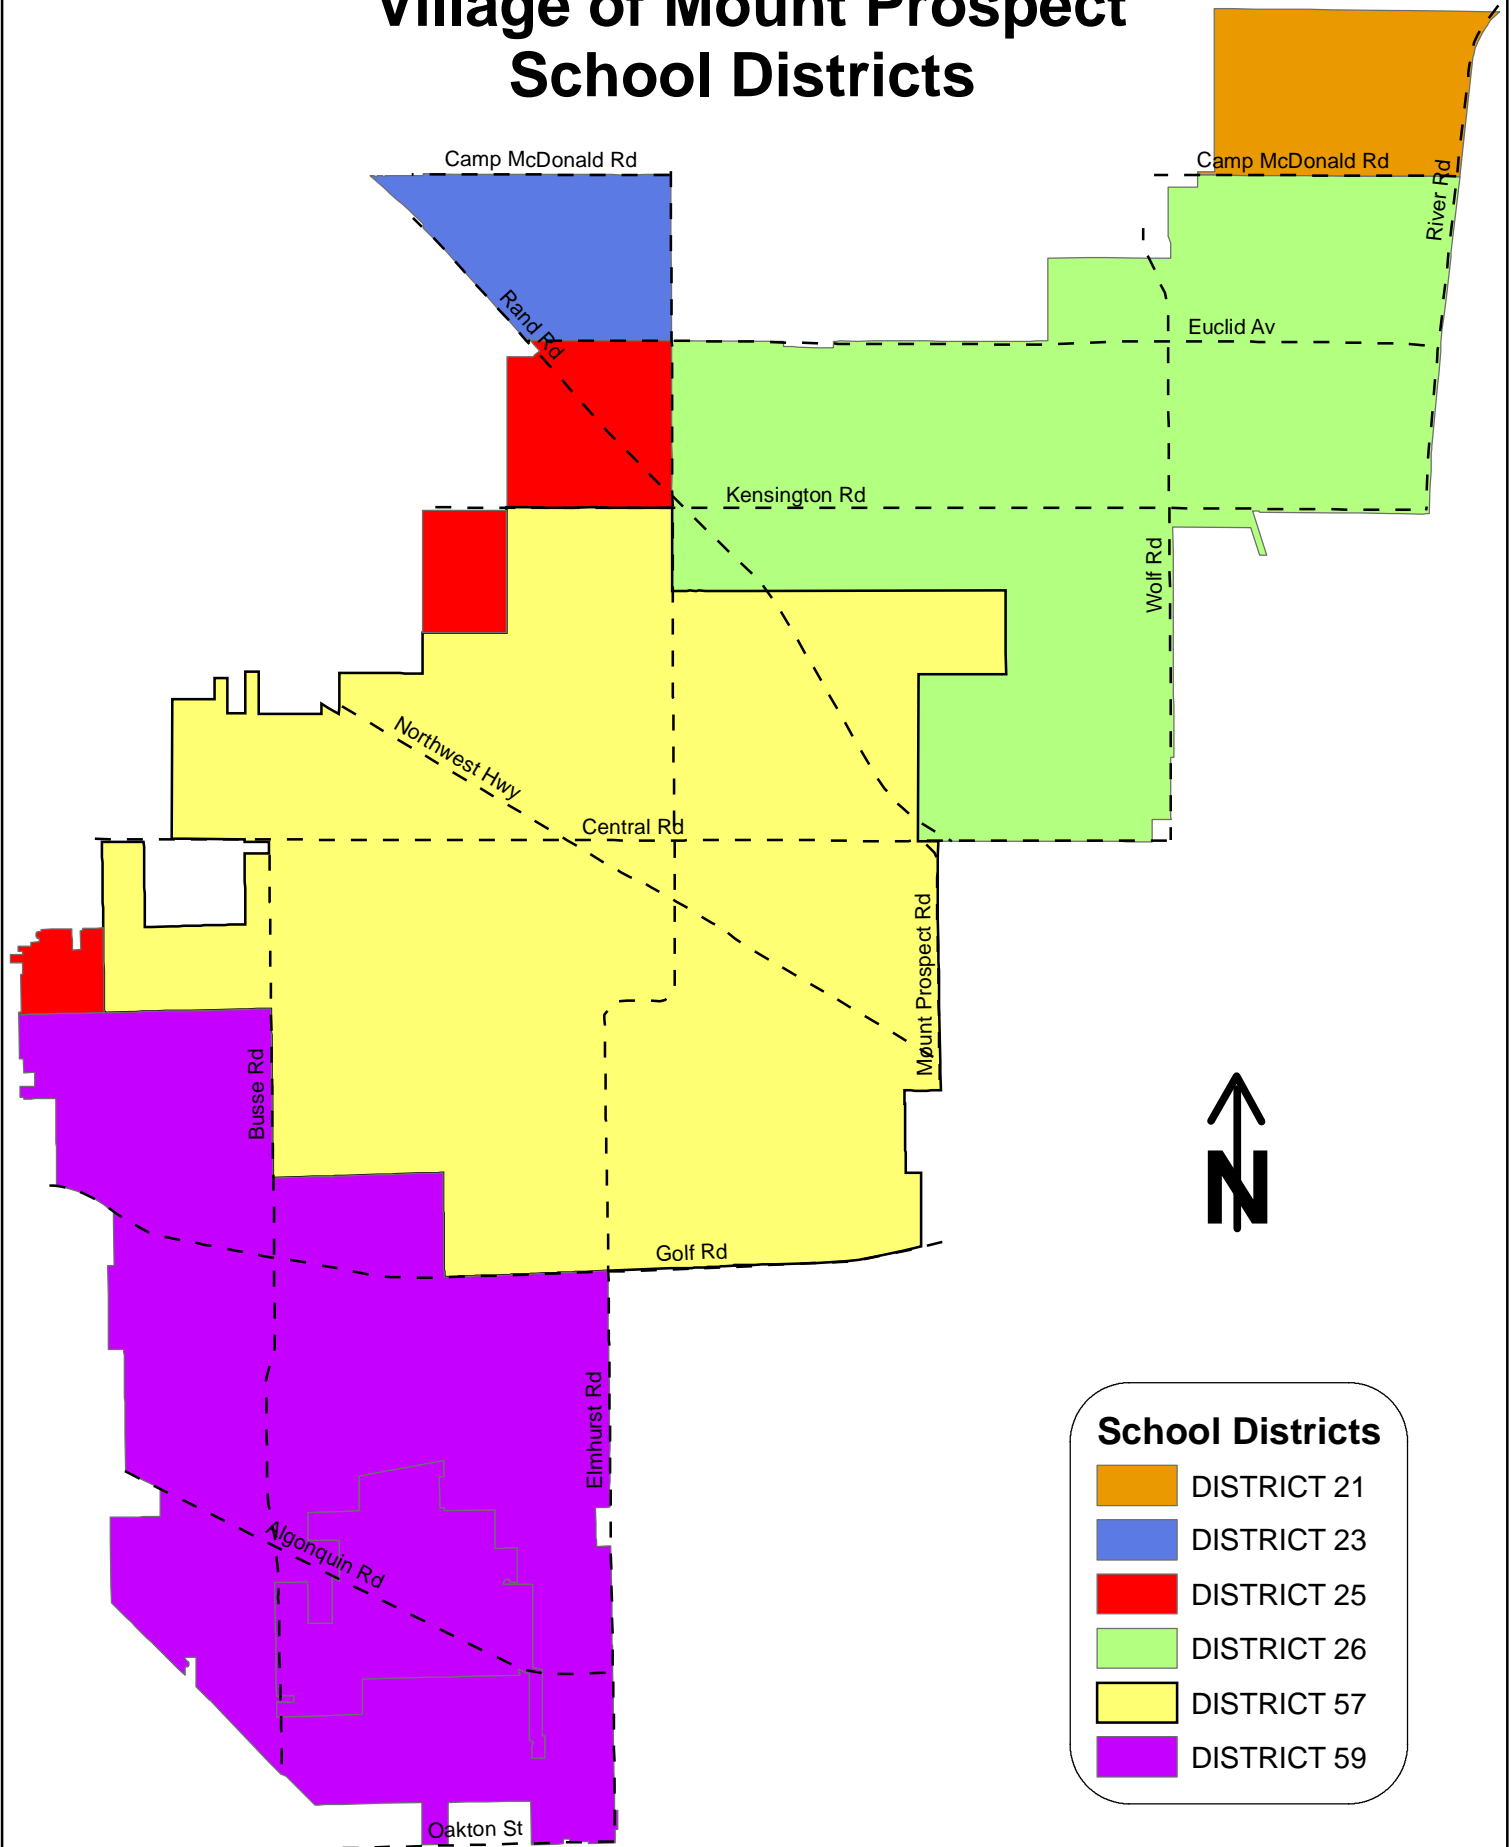 Village of Mount Prospect
School Districts
Camp McDonald Rd
Camp McDonald Rd
River Rd
Rand Rd
Euclid Av
Kensington Rd
Wolf Rd
Northwest Hwy
Central Rd
Mount Prospect Rd
Busse Rd
N
Golf Rd
Elmhurst Rd
Algonquin Rd
Oakton St
School Districts
DISTRICT 21
DISTRICT 23
DISTRICT 25
DISTRICT 26
DISTRICT 57
DISTRICT 59